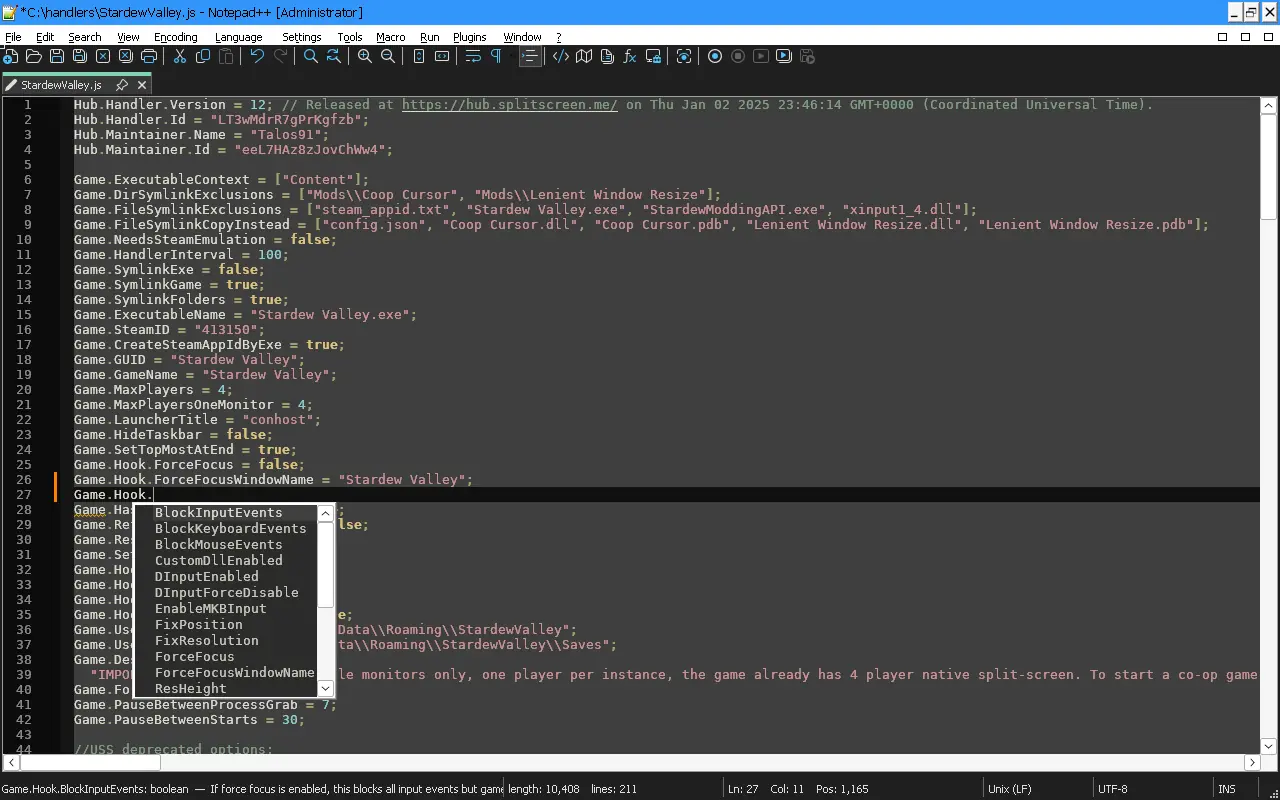 *C:\handlers\StardewValley.js - Notepad++ [Administrator]
File Edit Search View Encoding Language Settings Tools Macro Run Plugins Window ?
StardewValley.js
1 Hub.Handler.Version = 12; // Released at https://hub.splitscreen.me/ on Thu Jan 02 2025 23:46:14 GMT+0000 (Coordinated Universal Time).
2 Hub.Handler.Id = "LT3wMdrR7gPrKgfzb";
3 Hub.Maintainer.Name = "Talos91";
4 Hub.Maintainer.Id = "eeL7HAz8zJovChWw4";
5
6 Game.ExecutableContext = ["Content"];
7 Game.DirSymlinkExclusions = ["Mods\\Coop Cursor", "Mods\\Lenient Window Resize"];
8 Game.FileSymlinkExclusions = ["steam_appid.txt", "Stardew Valley.exe", "StardewModdingAPI.exe", "xinput1_4.dll"];
9 Game.FileSymlinkCopyInstead = ["config.json", "Coop Cursor.dll", "Coop Cursor.pdb", "Lenient Window Resize.dll", "Lenient Window Resize.pdb"];
10 Game.NeedsSteamEmulation = false;
11 Game.HandlerInterval = 100;
12 Game.SymlinkExe = false;
13 Game.SymlinkGame = true;
14 Game.SymlinkFolders = true;
15 Game.ExecutableName = "Stardew Valley.exe";
16 Game.SteamID = "413150";
17 Game.CreateSteamAppIdByExe = true;
18 Game.GUID = "Stardew Valley";
19 Game.GameName = "Stardew Valley";
20 Game.MaxPlayers = 4;
21 Game.MaxPlayersOneMonitor = 4;
22 Game.LauncherTitle = "conhost";
23 Game.HideTaskbar = false;
24 Game.SetTopMostAtEnd = true;
25 Game.Hook.ForceFocus = false;
26 Game.Hook.ForceFocusWindowName = "Stardew Valley";
27 Game.Hook.
28 Game.Ha ;
29 Game.Re lse;
30 Game.Res
31 Game.Set
32 Game.Ho
33 Game.Ho
34 Game.Ho
35 Game.Ho e;
36 Game.Use Data\\Roaming\\StardewValley";
37 Game.Use ta\\Roaming\\StardewValley\\Saves";
38 Game.Des
39 "IMPO le monitors only, one player per instance, the game already has 4 player native split-screen. To start a co-op game
40 Game.Fo
41 Game.PauseBetweenProcessGrab = 7;
42 Game.PauseBetweenStarts = 30;
43
44 //USS deprecated options:
BlockInputEvents
BlockKeyboardEvents
BlockMouseEvents
CustomDllEnabled
DInputEnabled
DInputForceDisable
EnableMKBInput
FixPosition
FixResolution
ForceFocus
ForceFocusWindowName
ResHeight
Game.Hook.BlockInputEvents: boolean — If force focus is enabled, this blocks all input events but game length: 10,408 lines: 211 Ln: 27 Col: 11 Pos: 1,165 Unix (LF) UTF-8 INS